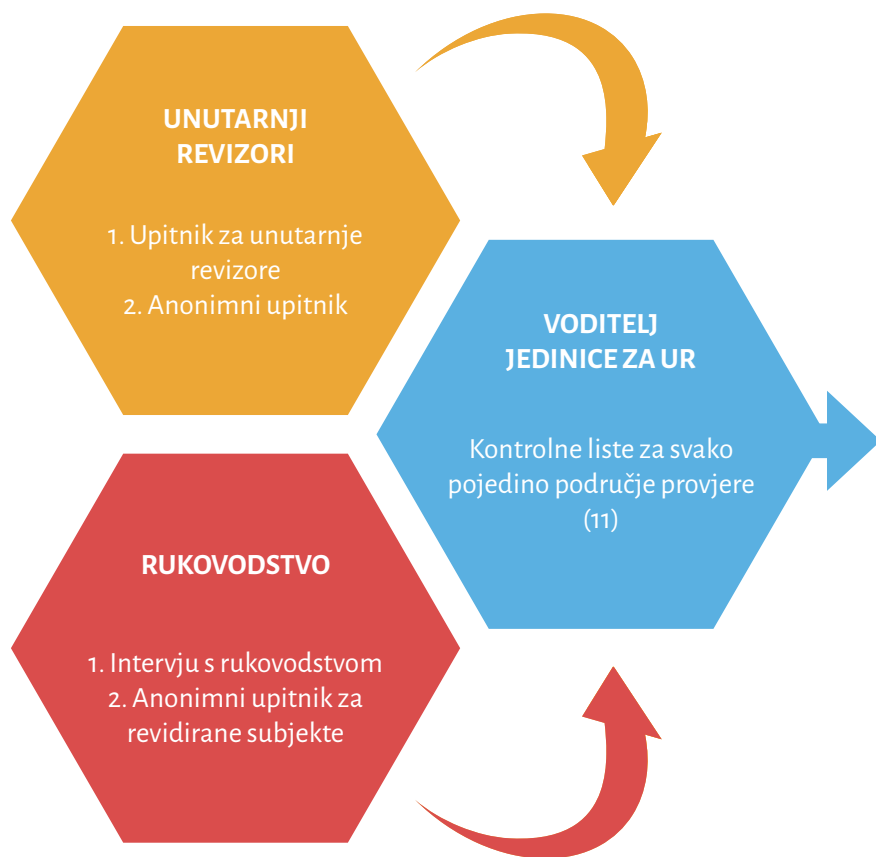 UNUTARNJI
REVIZORI
1. Upitnik za unutarnje
revizore
2. Anonimni upitnik
VODITELJ
JEDINICE ZA UR
Kontrolne liste za svako
pojedino područje provjere
(11)
RUKOVODSTVO
1. Intervju s rukovodstvom
2. Anonimni upitnik za
revidirane subjekte